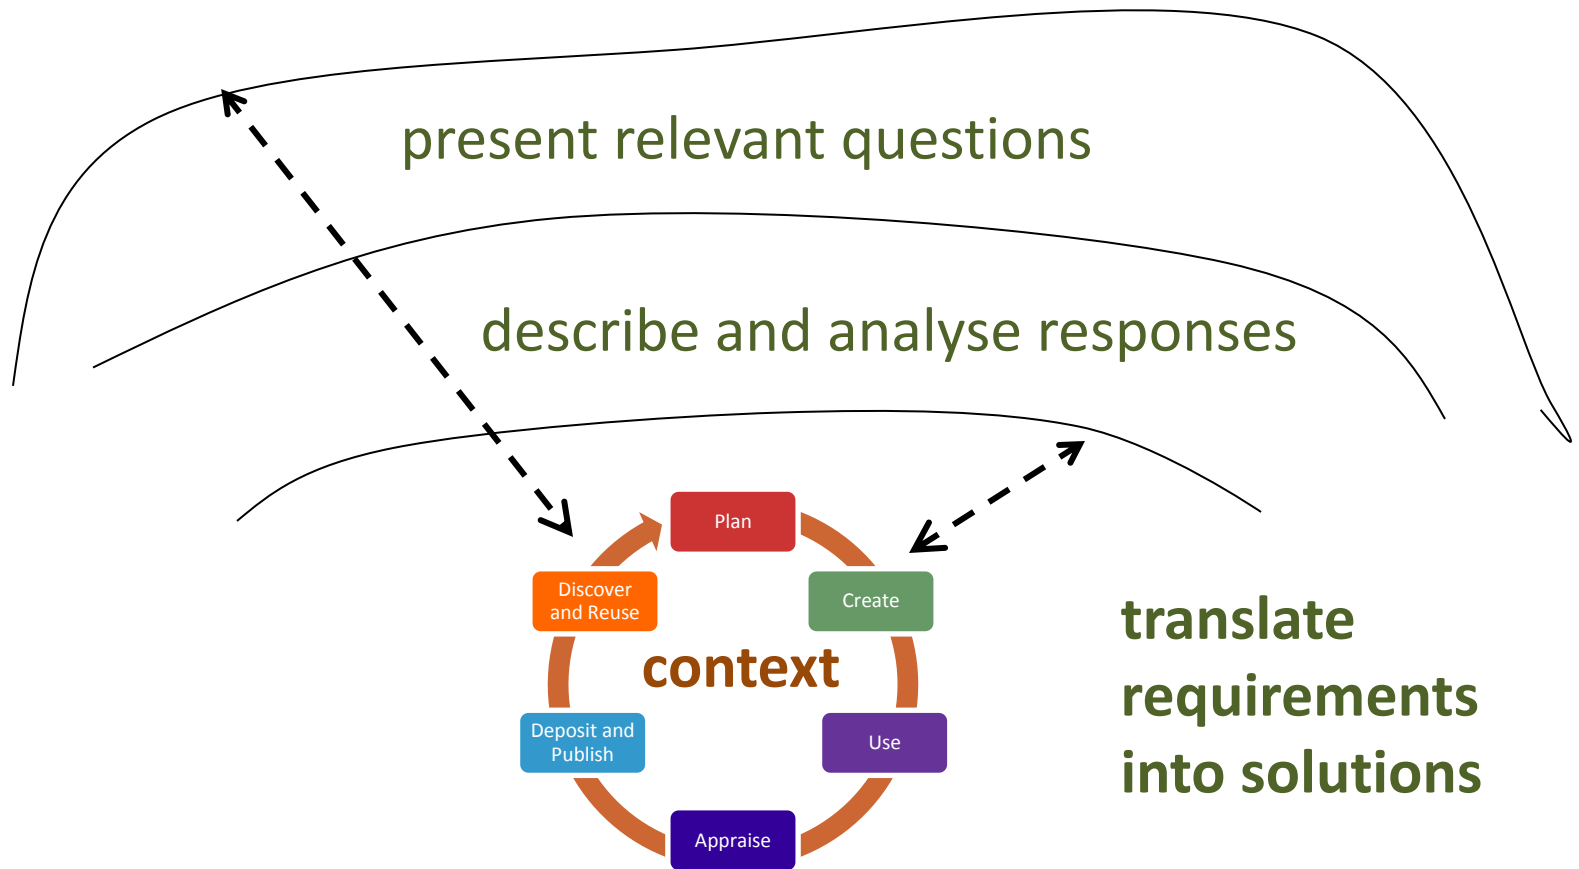 present relevant questions
describe and analyse responses
Plan
Discover
and Reuse
Create
context
translate
requirements
into solutions
Deposit and
Publish
Use
Appraise